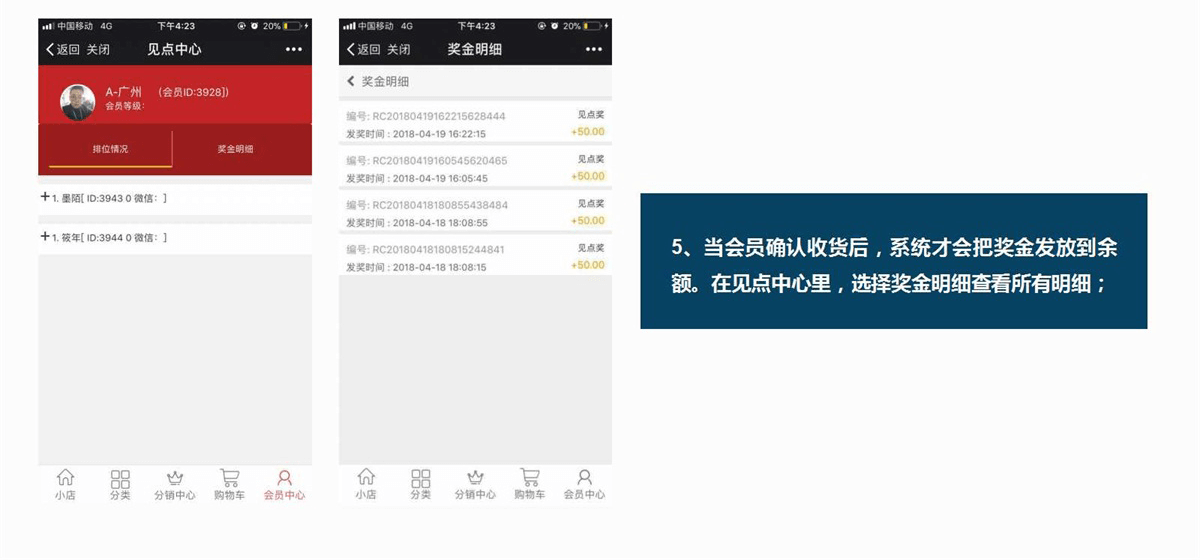 中国移动 4G 下午4:23 20%
返回 关闭 见点中心
A-广州 (会员ID:3928])
会员等级:
排位情况 奖金明细
+ 1. 墨陌[ ID:3943 0 微信: ]
+ 1. 筱年[ ID:3944 0 微信: ]
小店 分类 分销中心 购物车 会员中心
中国移动 4G 下午4:23 20%
返回 关闭 奖金明细
奖金明细
编号: RC20180419162215628444 见点奖
发奖时间 : 2018-04-19 16:22:15 +50.00
编号: RC20180419160545620465 见点奖
发奖时间 : 2018-04-19 16:05:45 +50.00
编号: RC20180418180855438484 见点奖
发奖时间 : 2018-04-18 18:08:55 +50.00
编号: RC20180418180815244841 见点奖
发奖时间 : 2018-04-18 18:08:15 +50.00
小店 分类 分销中心 购物车 会员中心
5、当会员确认收货后，系统才会把奖金发放到余
额。在见点中心里，选择奖金明细查看所有明细；